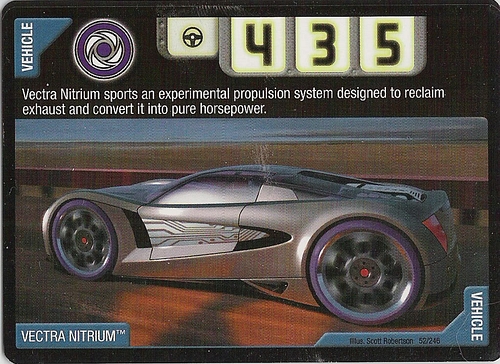 VEHICLE
4 3 5
Vectra Nitrium sports an experimental propulsion system designed to reclaim
exhaust and convert it into pure horsepower.
VECTRA NITRIUM™
Illus. Scott Robertson 52/246
VEHICLE